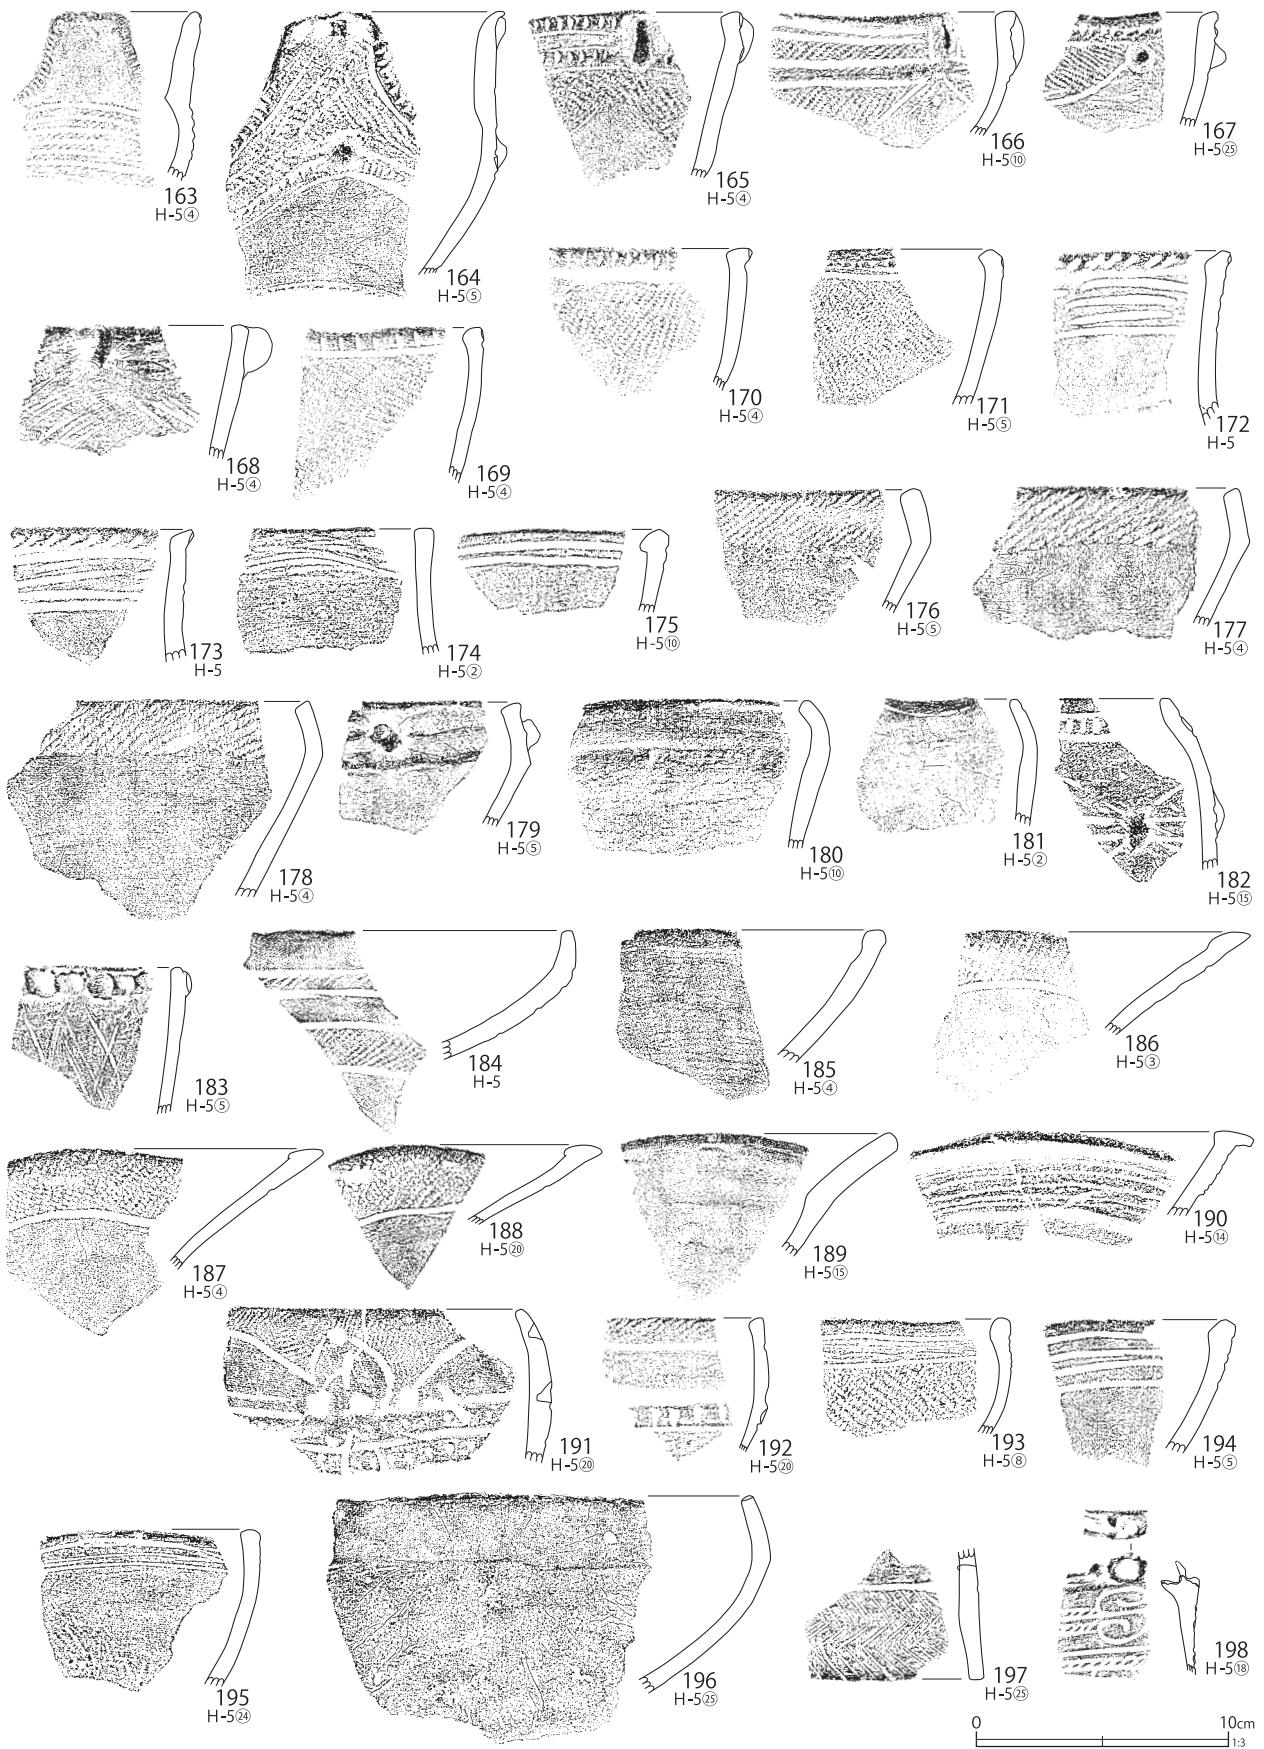 163
H-5④
164
H-5⑤
165
H-5④
166
H-5⑩
167
H-5㉕
168
H-5④
169
H-5④
170
H-5④
171
H-5⑤
172
H-5
173
H-5
174
H-5②
175
H-5⑩
176
H-5⑤
177
H-5④
178
H-5④
179
H-5⑤
180
H-5⑩
181
H-5②
182
H-5⑮
183
H-5⑤
184
H-5
185
H-5④
186
H-5③
187
H-5④
188
H-5⑳
189
H-5⑮
190
H-5⑭
191
H-5⑳
192
H-5⑳
193
H-5⑧
194
H-5⑤
195
H-5㉔
196
H-5㉕
197
H-5㉕
198
H-5⑱
0 10cm
1:3